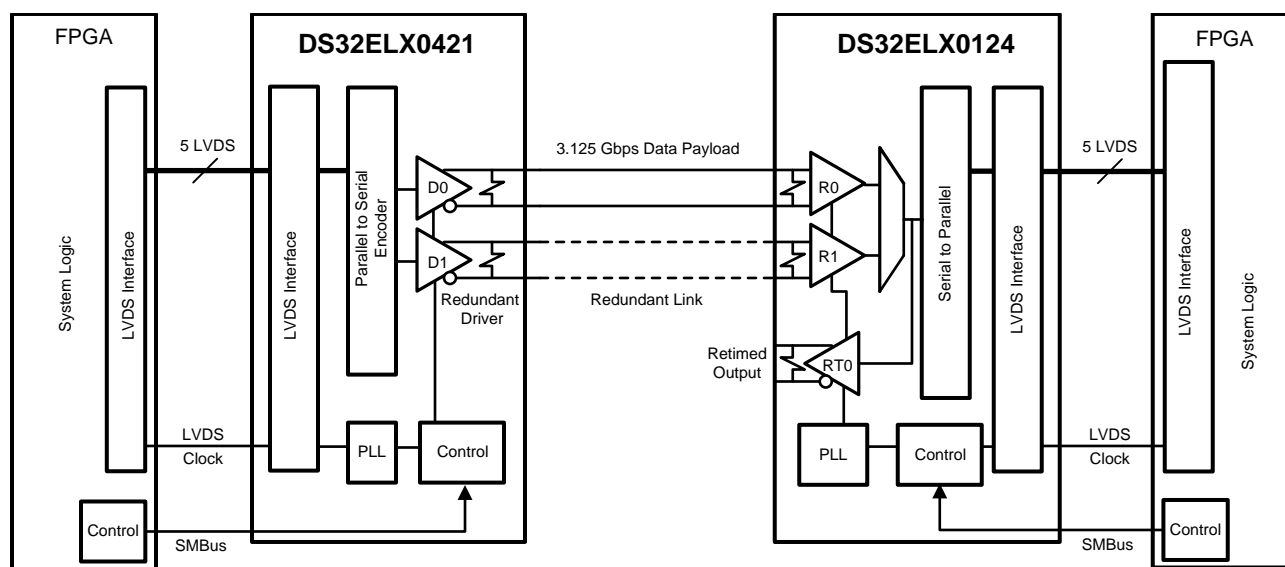 FPGA
DS32ELX0421
DS32ELX0124
FPGA
5 LVDS
3.125 Gbps Data Payload
5 LVDS
System Logic
LVDS Interface
LVDS Interface
Parallel to Serial
Encoder
D0
D1
Redundant
Driver
Redundant Link
R0
R1
Retimed
Output
RT0
Serial to Parallel
LVDS Interface
LVDS Interface
System Logic
LVDS
Clock
PLL
Control
PLL
Control
LVDS
Clock
Control
SMBus
SMBus
Control